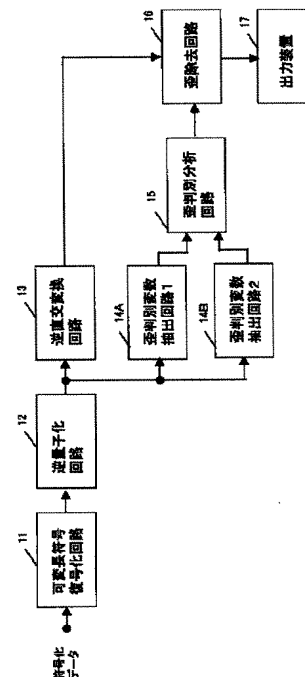 符号化
データ
11
可変長符号
復号化回路
12
逆量子化
回路
13
逆直交変換
回路
14A
歪判別変数
抽出回路1
14B
歪判別変数
抽出回路2
15
歪判別分析
回路
16
歪除去回路
17
出力装置